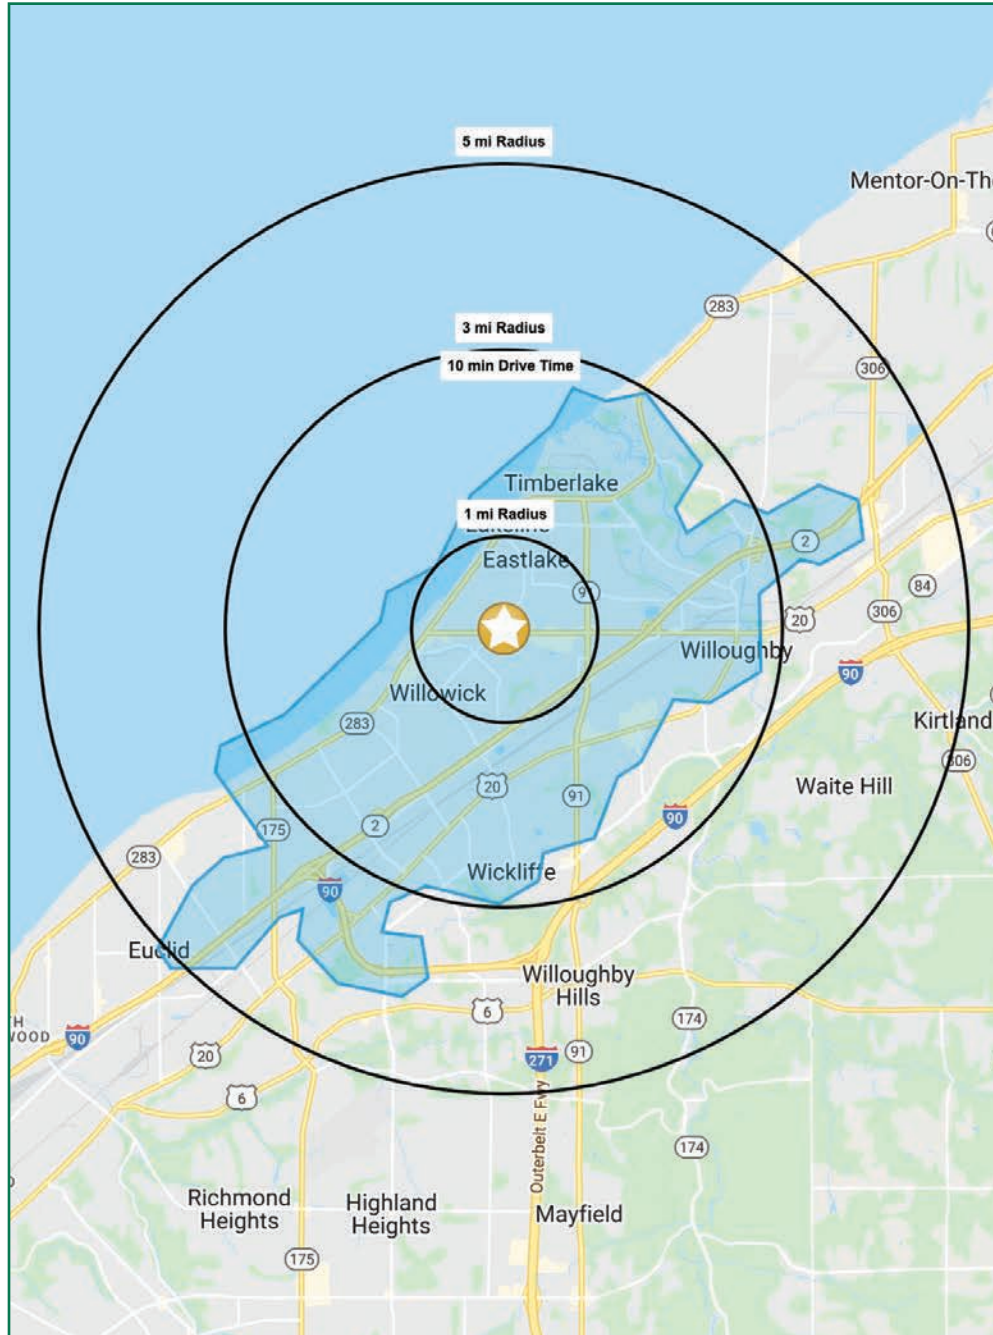 5 mi Radius
Mentor-On-Th
283
3 mi Radius
10 min Drive Time
306
Timberlake
1 mi Radius
Eastlake
2
91
84
306
20
Willoughby
90
Willowick
283
Kirtland
306
20
Waite Hill
91
90
175
2
283
Wickliffe
90
Euclid
Willoughby
Hills
6
174
WOOD
90
20
271
91
6
Outerbelt E Fwy
174
Richmond
Heights
Highland
Heights
Mayfield
175